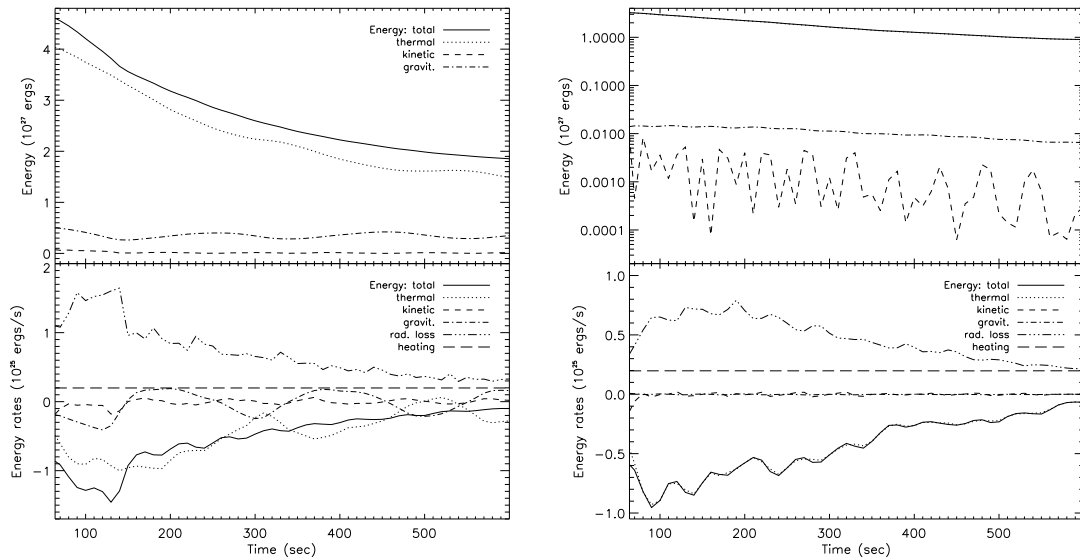 Energy: total
thermal
kinetic
gravit.
4
3
2
1
0
Energy (10²⁷ ergs)
Energy: total
thermal
kinetic
gravit.
rad. loss
heating
2
1
0
−1
Energy rates (10²⁵ ergs/s)
100 200 300 400 500
Time (sec)
1.0000
0.1000
0.0100
0.0010
0.0001
Energy (10²⁷ ergs)
Energy: total
thermal
kinetic
gravit.
rad. loss
heating
1.0
0.5
0.0
−0.5
−1.0
Energy rates (10²⁵ ergs/s)
100 200 300 400 500
Time (sec)